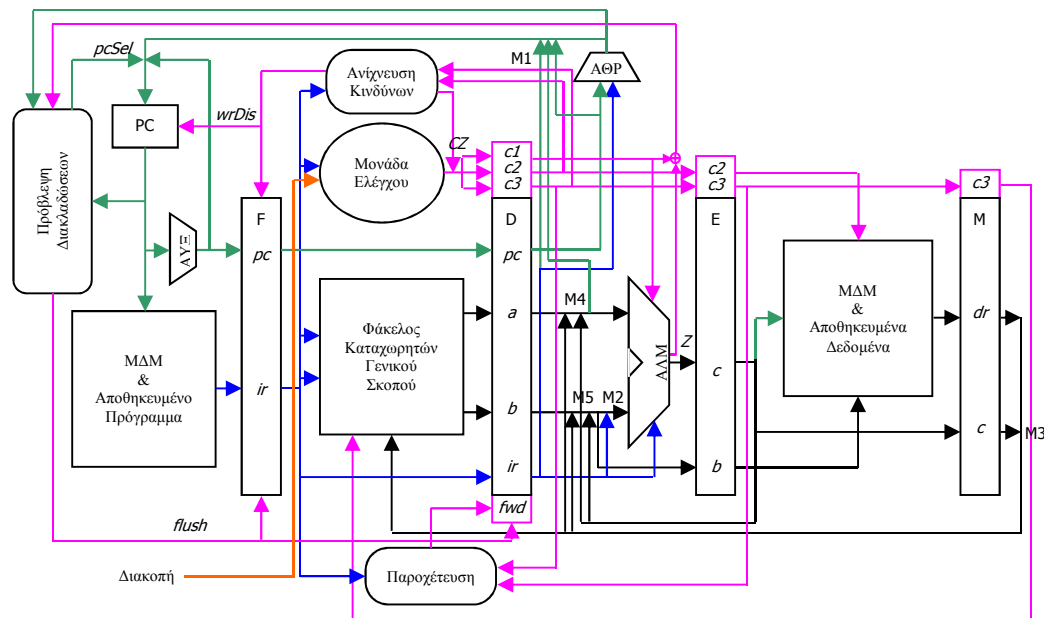 pcSel
M1
ΑΘΡ
Ανίχνευση
Κινδύνων
PC
wrDis
CZ
Πρόβλεψη
Διακλαδώσεων
Μονάδα
Ελέγχου
c1
c2
c3
c2
c3
c3
F
D
E
M
ΑΥΞ
pc
pc
ΜΔΜ
&
Αποθηκευμένο
Πρόγραμμα
ir
Φάκελος
Καταχωρητών
Γενικού
Σκοπού
a
M4
ΑΛΜ
Z
ΜΔΜ
&
Αποθηκευμένα
Δεδομένα
dr
c
M5
M2
b
c
M3
ir
b
fwd
flush
Διακοπή
Παροχέτευση